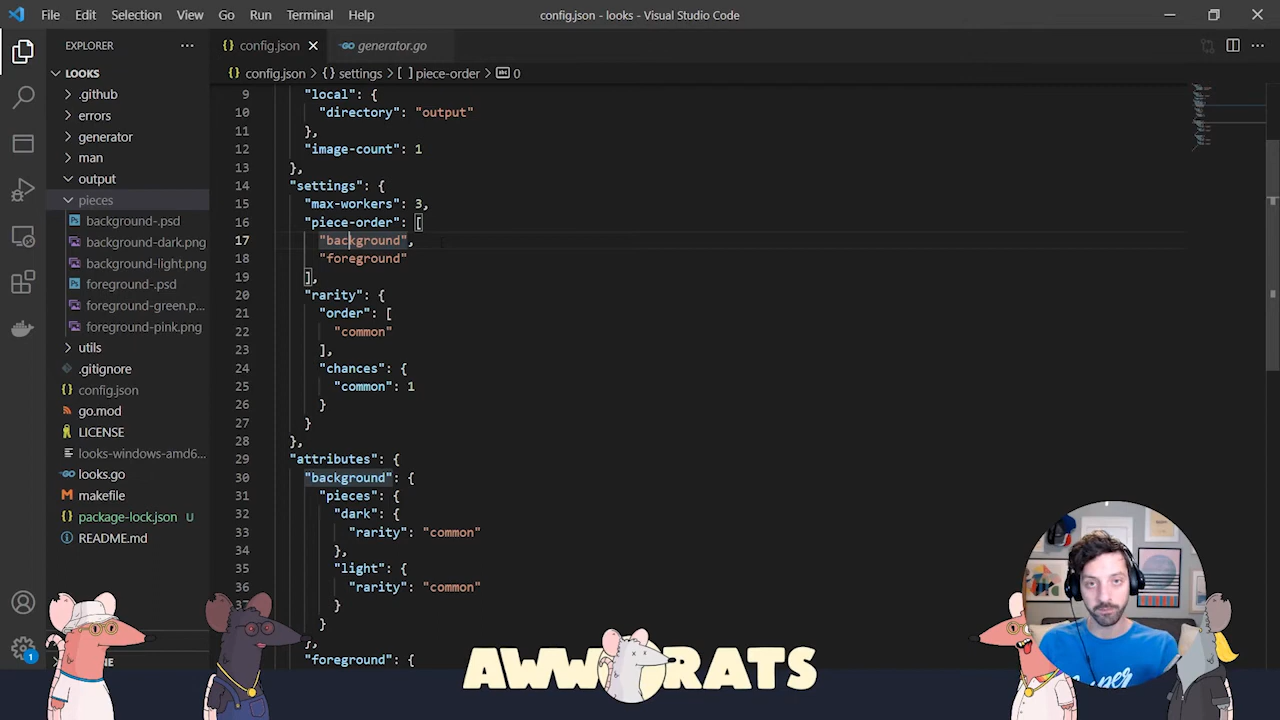 File Edit Selection View Go Run Terminal Help
config.json - looks - Visual Studio Code
EXPLORER
config.json
generator.go
LOOKS
config.json > {} settings > [ ] piece-order > 0
.github
errors
generator
man
output
pieces
background-.psd
background-dark.png
background-light.png
foreground-.psd
foreground-green.p...
foreground-pink.png
utils
.gitignore
config.json
go.mod
LICENSE
looks-windows-amd6...
looks.go
makefile
package-lock.json U
README.md
1
9 "local": {
10 "directory": "output"
11 },
12 "image-count": 1
13 },
14 "settings": {
15 "max-workers": 3,
16 "piece-order": [
17 "background",
18 "foreground"
19 ],
20 "rarity": {
21 "order": [
22 "common"
23 ],
24 "chances": {
25 "common": 1
26 }
27 }
28 },
29 "attributes": {
30 "background": {
31 "pieces": {
32 "dark": {
33 "rarity": "common"
34 },
35 "light": {
36 "rarity": "common"
37 }
}
"foreground": {
AWW RATS